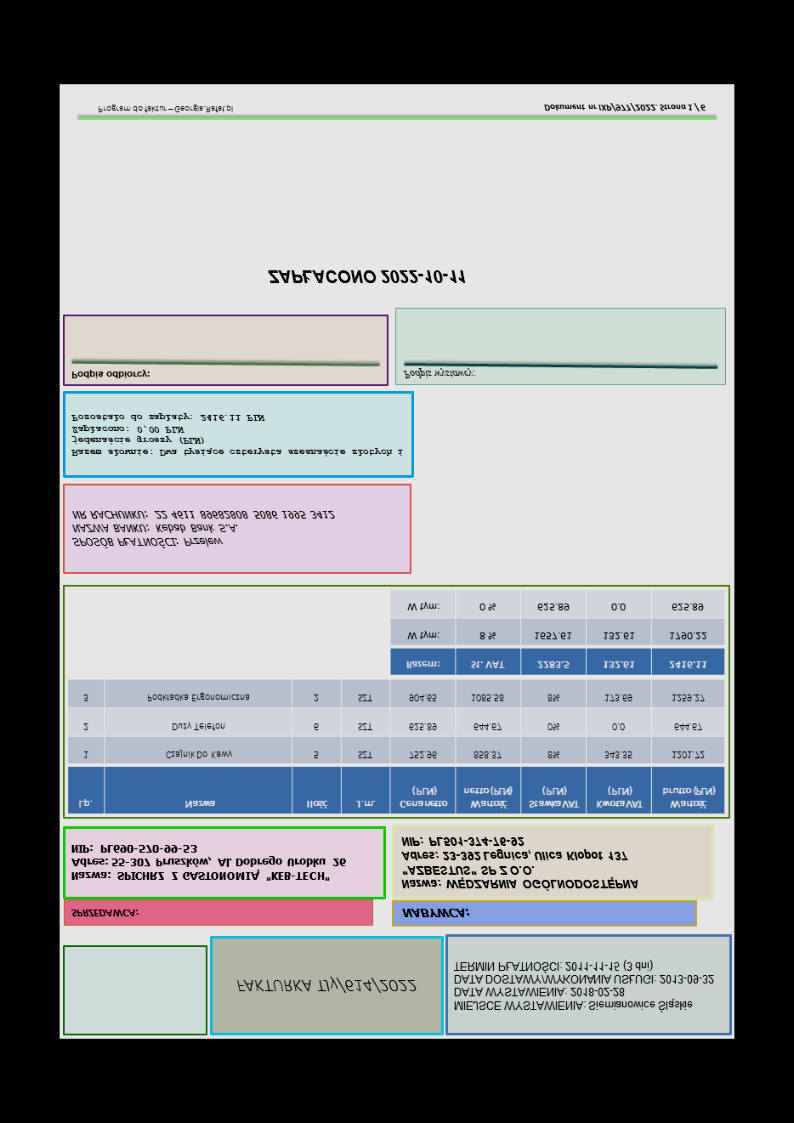 MIEJSCE WYSTAWIENIA: Siemianowice Śląskie
DATA WYSTAWIENIA: 2018-02-28
DATA DOSTAWY/WYKONANIA USŁUGI: 2013-09-32
TERMIN PŁATNOŚCI: 2011-11-15 (3 dni)
FAKTURKA TIy/614/2022
SPRZEDAWCA:
Nazwa: SPICHRZ Z GASTONOMIĄ "KEB-TECH"
Adres: 55-307 Pruszków, Al. Dobrego Urobku 26
NIP: PL690-570-99-53
NABYWCA:
Nazwa: WĘDZARNIA OGÓLNODOSTĘPNA
"AZBESTUS" SP Z O.O.
Adres: 23-392 Legnica, Ulica Kłopot 137
NIP: PL501-374-76-92
Lp. Nazwa Ilość J.m. Cena netto (PLN) Wartość netto (PLN) Stawka VAT (PLN) Kwota VAT (PLN) Wartość brutto (PLN)
1 Czajnik Do Kawy 5 SZT 752.96 858.37 8% 343.35 1201.72
2 Duży Telefon 6 SZT 625.89 644.67 0% 0.0 644.67
3 Podkładka Ergonomiczna 2 SZT 904.65 1085.58 8% 173.69 1259.27
Razem: St. VAT 2283.5 132.61 2416.11
W tym: 8 % 1657.61 132.61 1790.22
W tym: 0 % 625.89 0.0 625.89
SPOSÓB PŁATNOŚCI: Przelew
NAZWA BANKU: Kebab Bank S.A.
NR RACHUNKU: 22 4611 8968 2808 5086 1995 3412
Razem słownie: Dwa tysiące czterysta szesnaście złotych i
jedenaście groszy (PLN)
Zapłacono: 0,00 PLN
Pozostało do zapłaty: 2416.11 PLN
Podpis odbiorcy:
Podpis wystawcy:
ZAPŁACONO 2022-10-11
Program do faktur – Georgia.Rafał.pl
Dokument nr IXP/977/2022. Strona 1 / 6